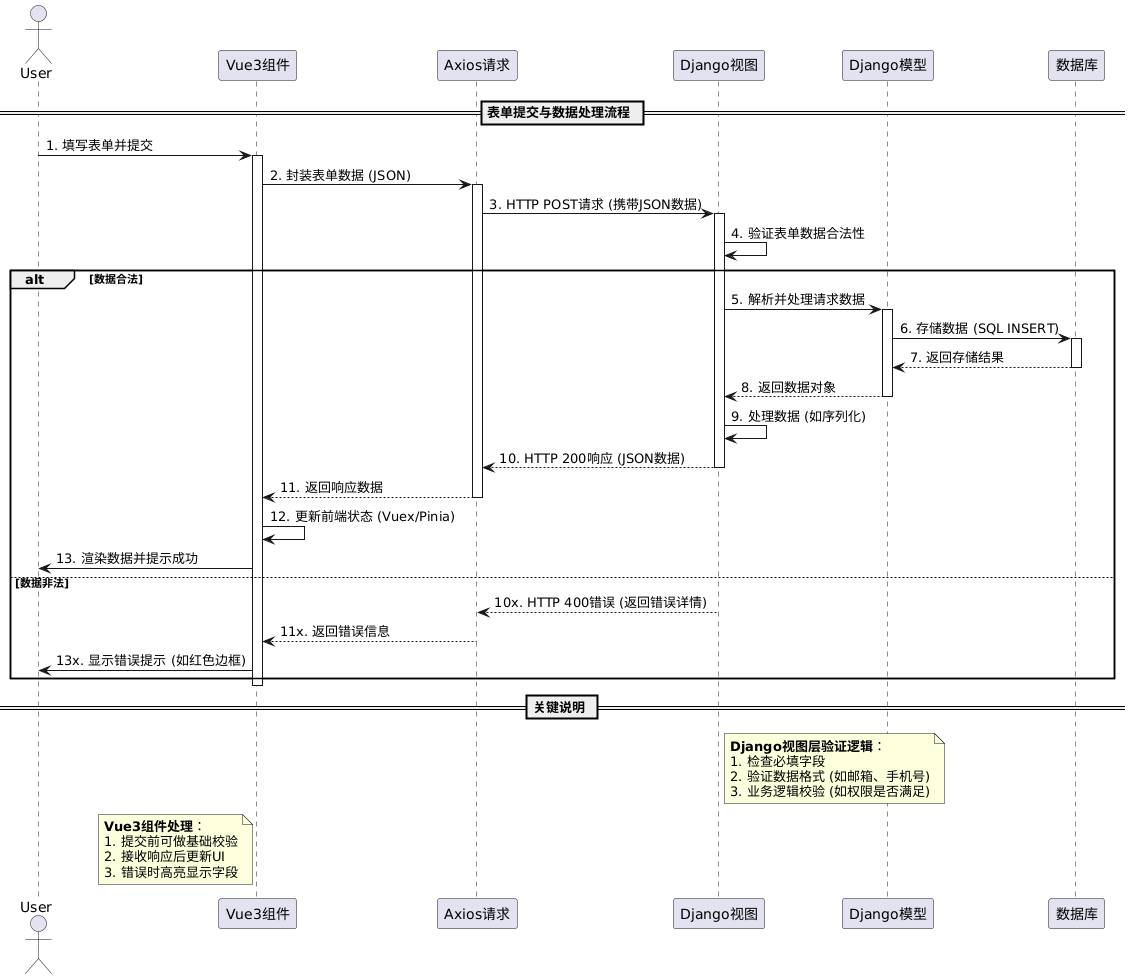 User
Vue3组件
Axios请求
Django视图
Django模型
数据库
表单提交与数据处理流程
1. 填写表单并提交
2. 封装表单数据 (JSON)
3. HTTP POST请求 (携带JSON数据)
4. 验证表单数据合法性
alt
[数据合法]
5. 解析并处理请求数据
6. 存储数据 (SQL INSERT)
7. 返回存储结果
8. 返回数据对象
9. 处理数据 (如序列化)
10. HTTP 200响应 (JSON数据)
11. 返回响应数据
12. 更新前端状态 (Vuex/Pinia)
13. 渲染数据并提示成功
[数据非法]
10x. HTTP 400错误 (返回错误详情)
11x. 返回错误信息
13x. 显示错误提示 (如红色边框)
关键说明
Django视图层验证逻辑：
1. 检查必填字段
2. 验证数据格式 (如邮箱、手机号)
3. 业务逻辑校验 (如权限是否满足)
Vue3组件处理：
1. 提交前可做基础校验
2. 接收响应后更新UI
3. 错误时高亮显示字段
User
Vue3组件
Axios请求
Django视图
Django模型
数据库